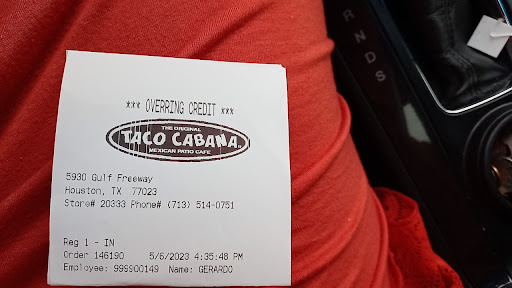 *** OVERRING CREDIT ***
THE ORIGINAL
TACO CABANA
MEXICAN PATIO CAFE
5930 Gulf Freeway
Houston, TX 77023
Store# 20333 Phone# (713) 514-0751
Reg 1 - IN
Order 146190 5/6/2023 4:35:48 PM
Employee: 999900149 Name: GERARDO
R
N
D
S